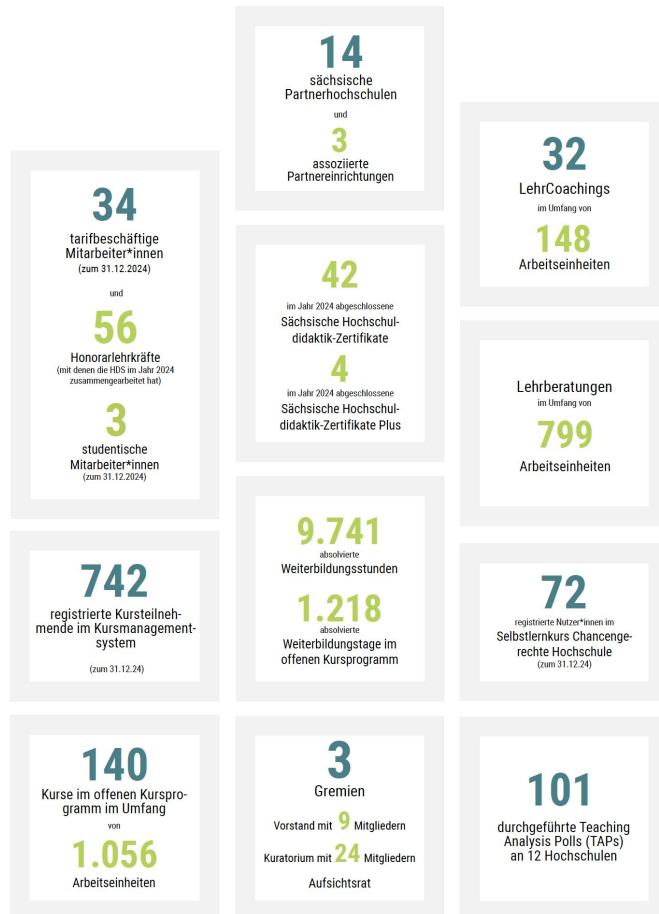 14
sächsische
Partnerhochschulen
und
3
assoziierte
Partnereinrichtungen
32
LehrCoachings
im Umfang von
148
Arbeitseinheiten
34
tarifbeschäftige
Mitarbeiter*innen
(zum 31.12.2024)
und
56
Honorarlehrkräfte
(mit denen die HDS im Jahr 2024
zusammengearbeitet hat)
3
studentische
Mitarbeiter*innen
(zum 31.12.2024)
42
im Jahr 2024 abgeschlossene
Sächsische Hochschul-
didaktik-Zertifikate
4
im Jahr 2024 abgeschlossene
Sächsische Hochschul-
didaktik-Zertifikate Plus
Lehrberatungen
im Umfang von
799
Arbeitseinheiten
742
registrierte Kursteilneh-
mende im Kursmanagement-
system
(zum 31.12.24)
9.741
absolvierte
Weiterbildungsstunden
1.218
absolvierte
Weiterbildungstage im
offenen Kursprogramm
72
registrierte Nutzer*innen im
Selbstlernkurs Chancenge-
rechte Hochschule
(zum 31.12.24)
140
Kurse im offenen Kurspro-
gramm im Umfang
von
1.056
Arbeitseinheiten
3
Gremien
Vorstand mit 9 Mitgliedern
Kuratorium mit 24 Mitgliedern
Aufsichtsrat
101
durchgeführte Teaching
Analysis Polls (TAPs)
an 12 Hochschulen